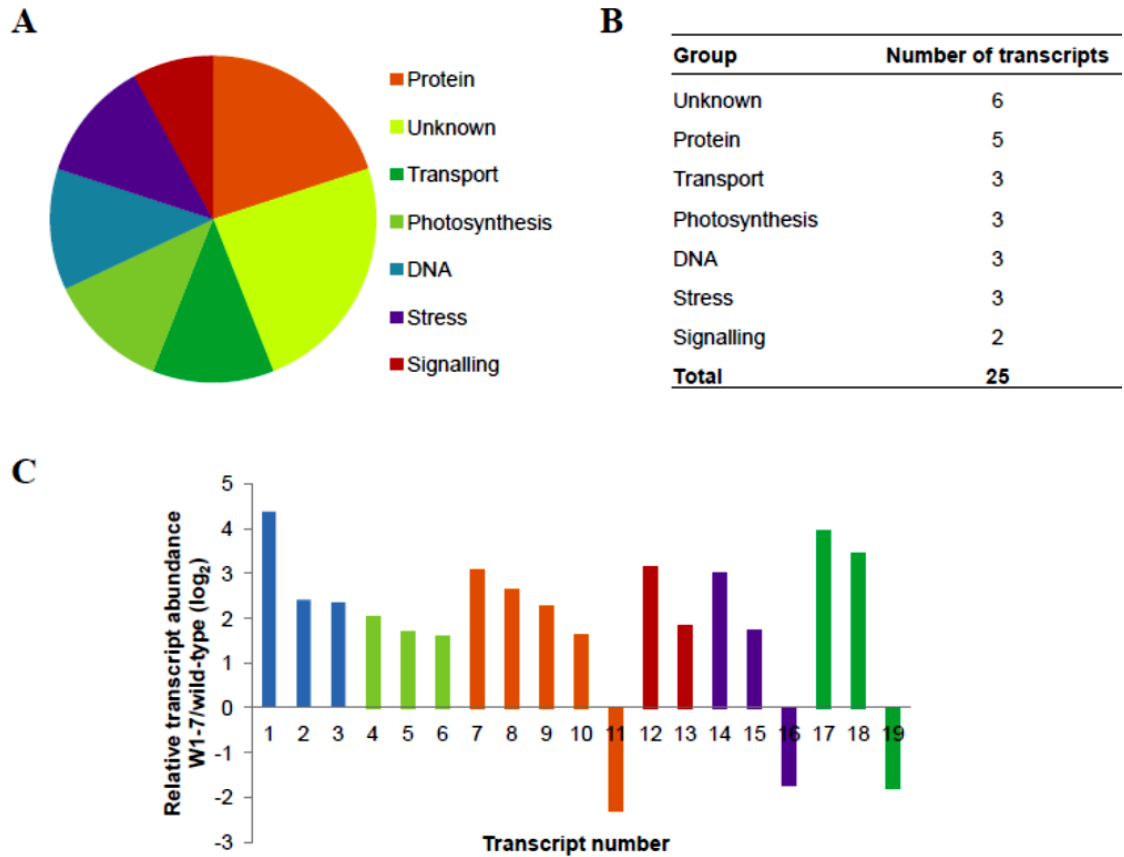 A
Protein
Unknown
Transport
Photosynthesis
DNA
Stress
Signalling
B
Group Number of transcripts
Unknown 6
Protein 5
Transport 3
Photosynthesis 3
DNA 3
Stress 3
Signalling 2
Total 25
C
Relative transcript abundance
W1-7/wild-type (log₂)
5
4
3
2
1
0
-1
-2
-3
1 2 3 4 5 6 7 8 9 10 11 12 13 14 15 16 17 18 19
Transcript number